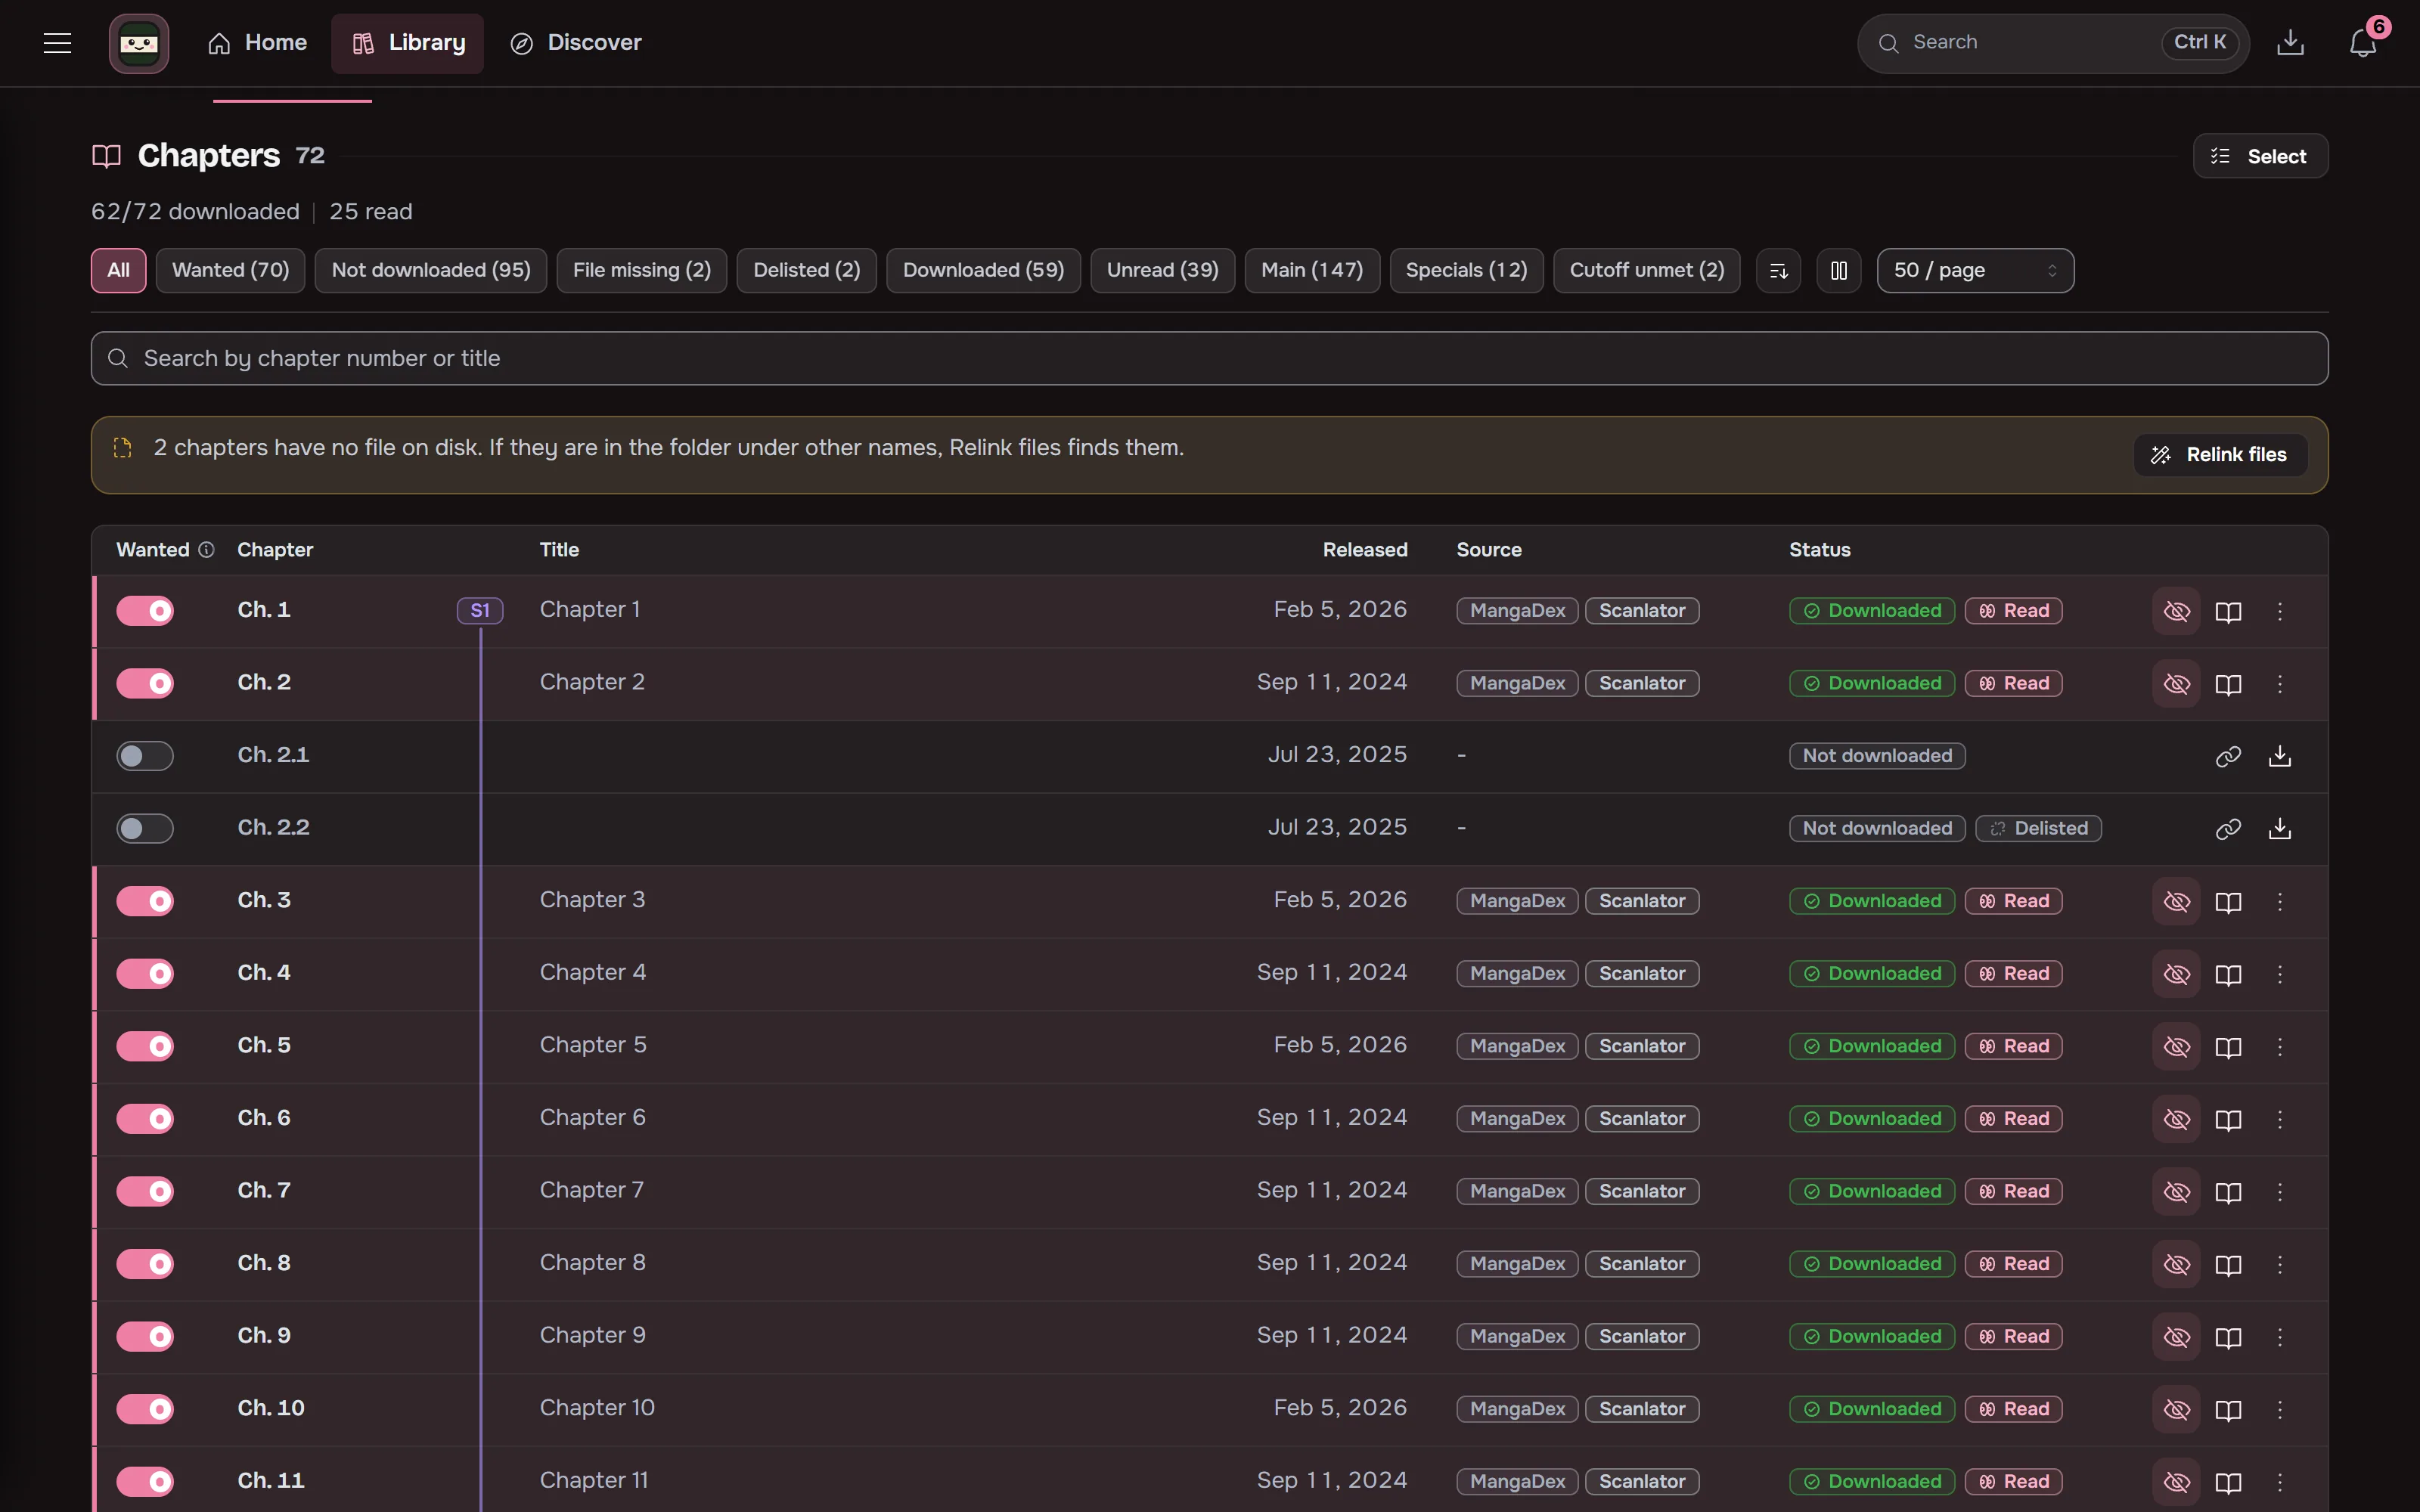 Home Library Discover Search Ctrl K 6
Chapters 72 Select
62/72 downloaded | 25 read
All Wanted (70) Not downloaded (95) File missing (2) Delisted (2) Downloaded (59) Unread (39) Main (147) Specials (12) Cutoff unmet (2) 50 / page
Search by chapter number or title
2 chapters have no file on disk. If they are in the folder under other names, Relink files finds them. Relink files
Wanted Chapter Title Released Source Status
Ch. 1 S1 Chapter 1 Feb 5, 2026 MangaDex Scanlator Downloaded Read
Ch. 2 Chapter 2 Sep 11, 2024 MangaDex Scanlator Downloaded Read
Ch. 2.1 Jul 23, 2025 - Not downloaded
Ch. 2.2 Jul 23, 2025 - Not downloaded Delisted
Ch. 3 Chapter 3 Feb 5, 2026 MangaDex Scanlator Downloaded Read
Ch. 4 Chapter 4 Sep 11, 2024 MangaDex Scanlator Downloaded Read
Ch. 5 Chapter 5 Feb 5, 2026 MangaDex Scanlator Downloaded Read
Ch. 6 Chapter 6 Sep 11, 2024 MangaDex Scanlator Downloaded Read
Ch. 7 Chapter 7 Sep 11, 2024 MangaDex Scanlator Downloaded Read
Ch. 8 Chapter 8 Sep 11, 2024 MangaDex Scanlator Downloaded Read
Ch. 9 Chapter 9 Sep 11, 2024 MangaDex Scanlator Downloaded Read
Ch. 10 Chapter 10 Feb 5, 2026 MangaDex Scanlator Downloaded Read
Ch. 11 Chapter 11 Sep 11, 2024 MangaDex Scanlator Downloaded Read